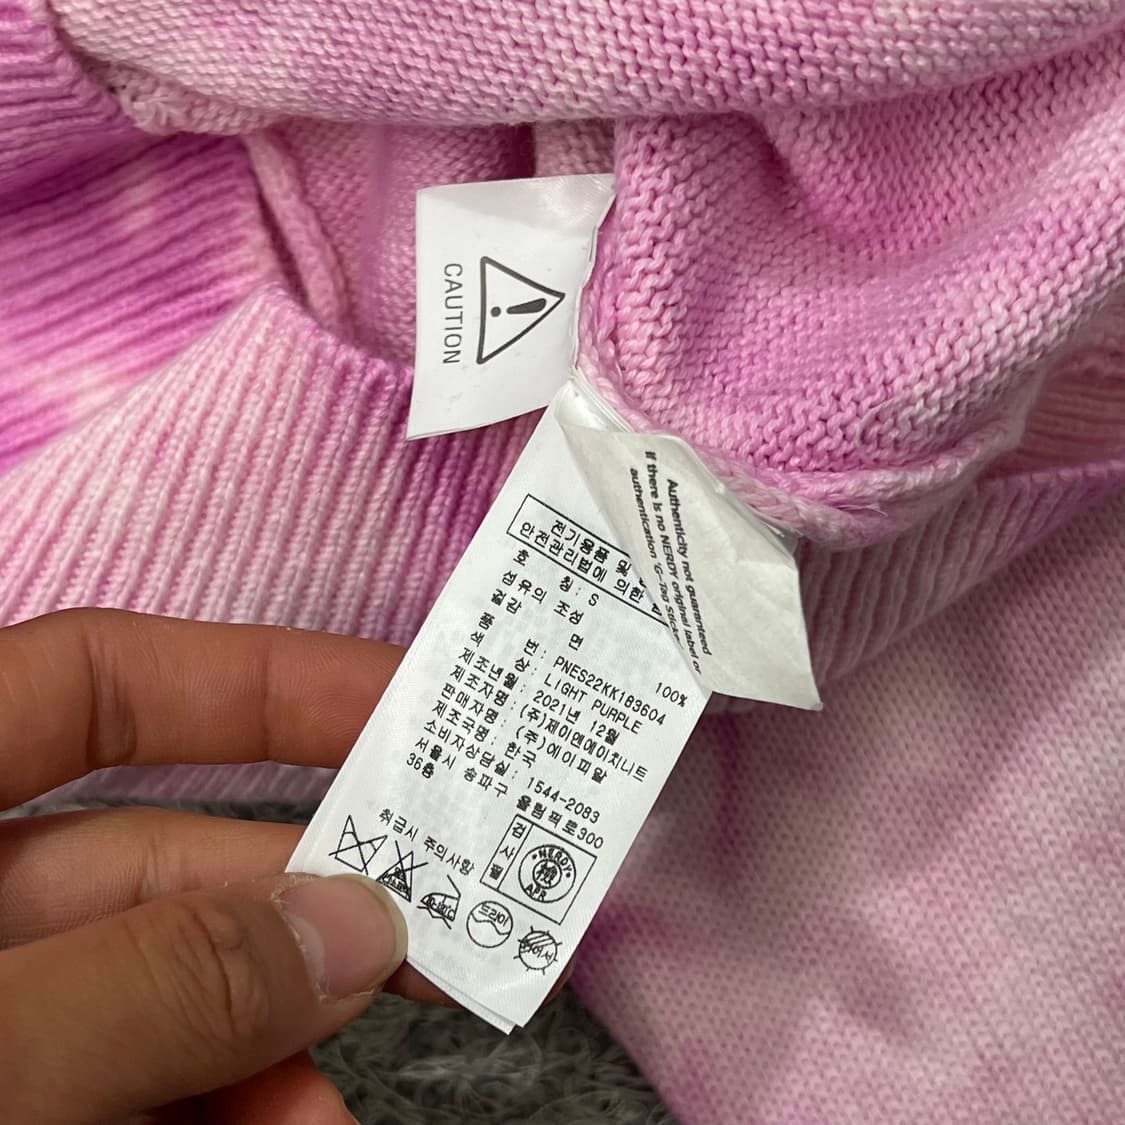 CAUTION
Authenticity not guaranteed
If there is no NERDY original label or
authentication 'G-Tag Stick
전기용품 및
안전관리법에 의한
호 칭: S
섬유의 조성
겉감 면 100%
품 번: PNES22KK183604
색 상: LIGHT PURPLE
제조년월: 2021년 12월
제조자명: (주)제이엔에이치니트
판매자명: (주)에이피알
제조국명: 한국
소비자상담실: 1544-2083
서울시 송파구 올림픽로300
36층
취급시 주의사항
검사필
NERDY
APR
드라이